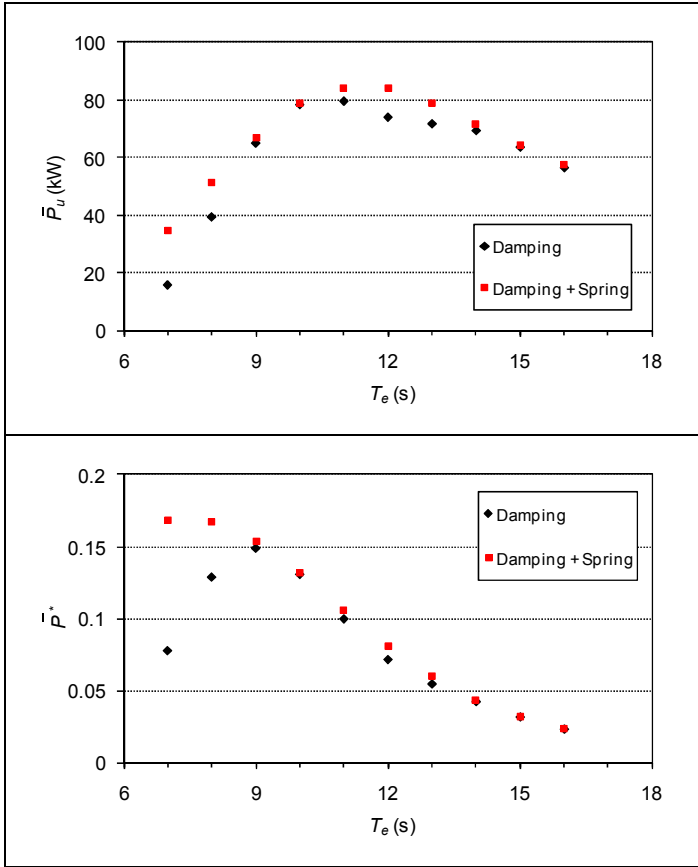 100
80
60
40
20
0
P̄u (kW)
Damping
Damping + Spring
6 9 12 15 18
Te (s)
0.2
0.15
0.1
0.05
0
P̄*
Damping
Damping + Spring
6 9 12 15 18
Te (s)